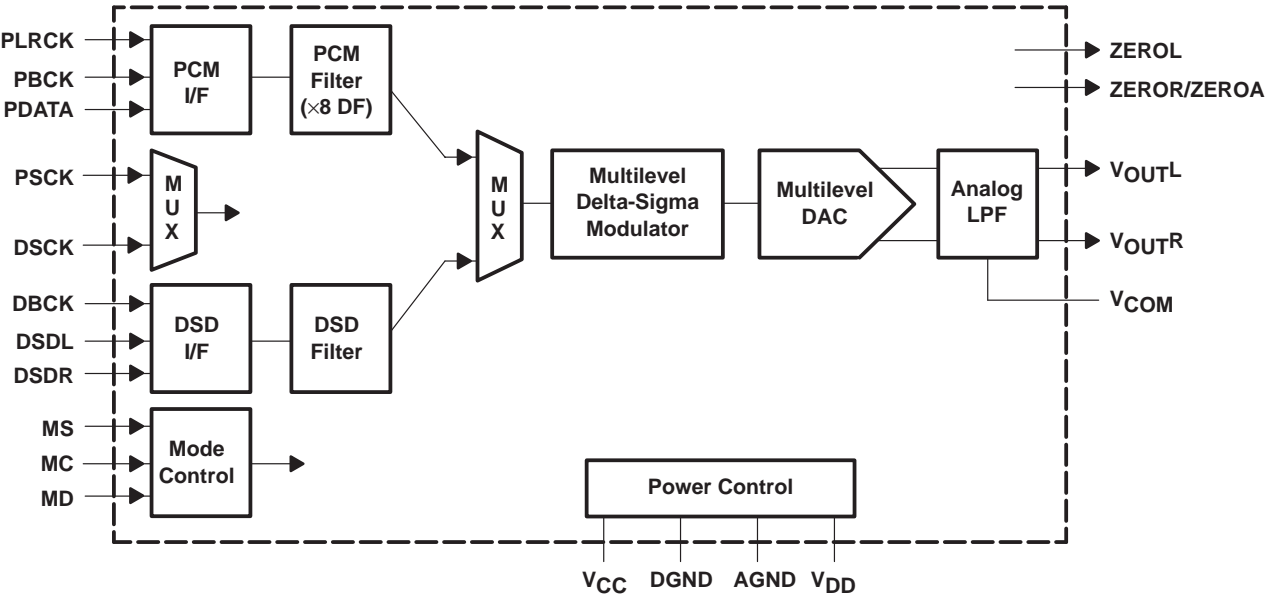 PLRCK
PBCK
PDATA
PCM
I/F
PCM
Filter
(×8 DF)
ZEROL
ZEROR/ZEROA
PSCK
DSCK
M
U
X
M
U
X
Multilevel
Delta-Sigma
Modulator
Multilevel
DAC
Analog
LPF
VOUTL
VOUTR
VCOM
DBCK
DSDL
DSDR
DSD
I/F
DSD
Filter
MS
MC
MD
Mode
Control
Power Control
VCC DGND AGND VDD